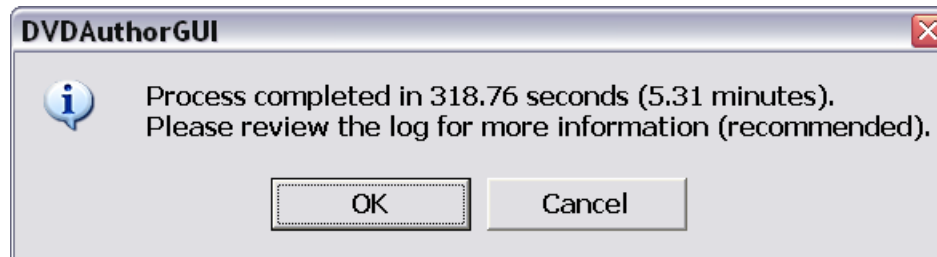 DVDAuthorGUI
Process completed in 318.76 seconds (5.31 minutes).
Please review the log for more information (recommended).
OK
Cancel